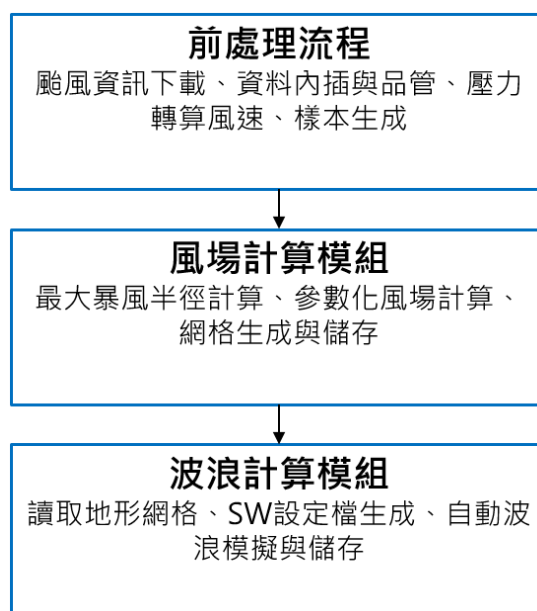 前處理流程
颱風資訊下載、資料內插與品管、壓力
轉算風速、樣本生成
風場計算模組
最大暴風半徑計算、參數化風場計算、
網格生成與儲存
波浪計算模組
讀取地形網格、SW設定檔生成、自動波
浪模擬與儲存